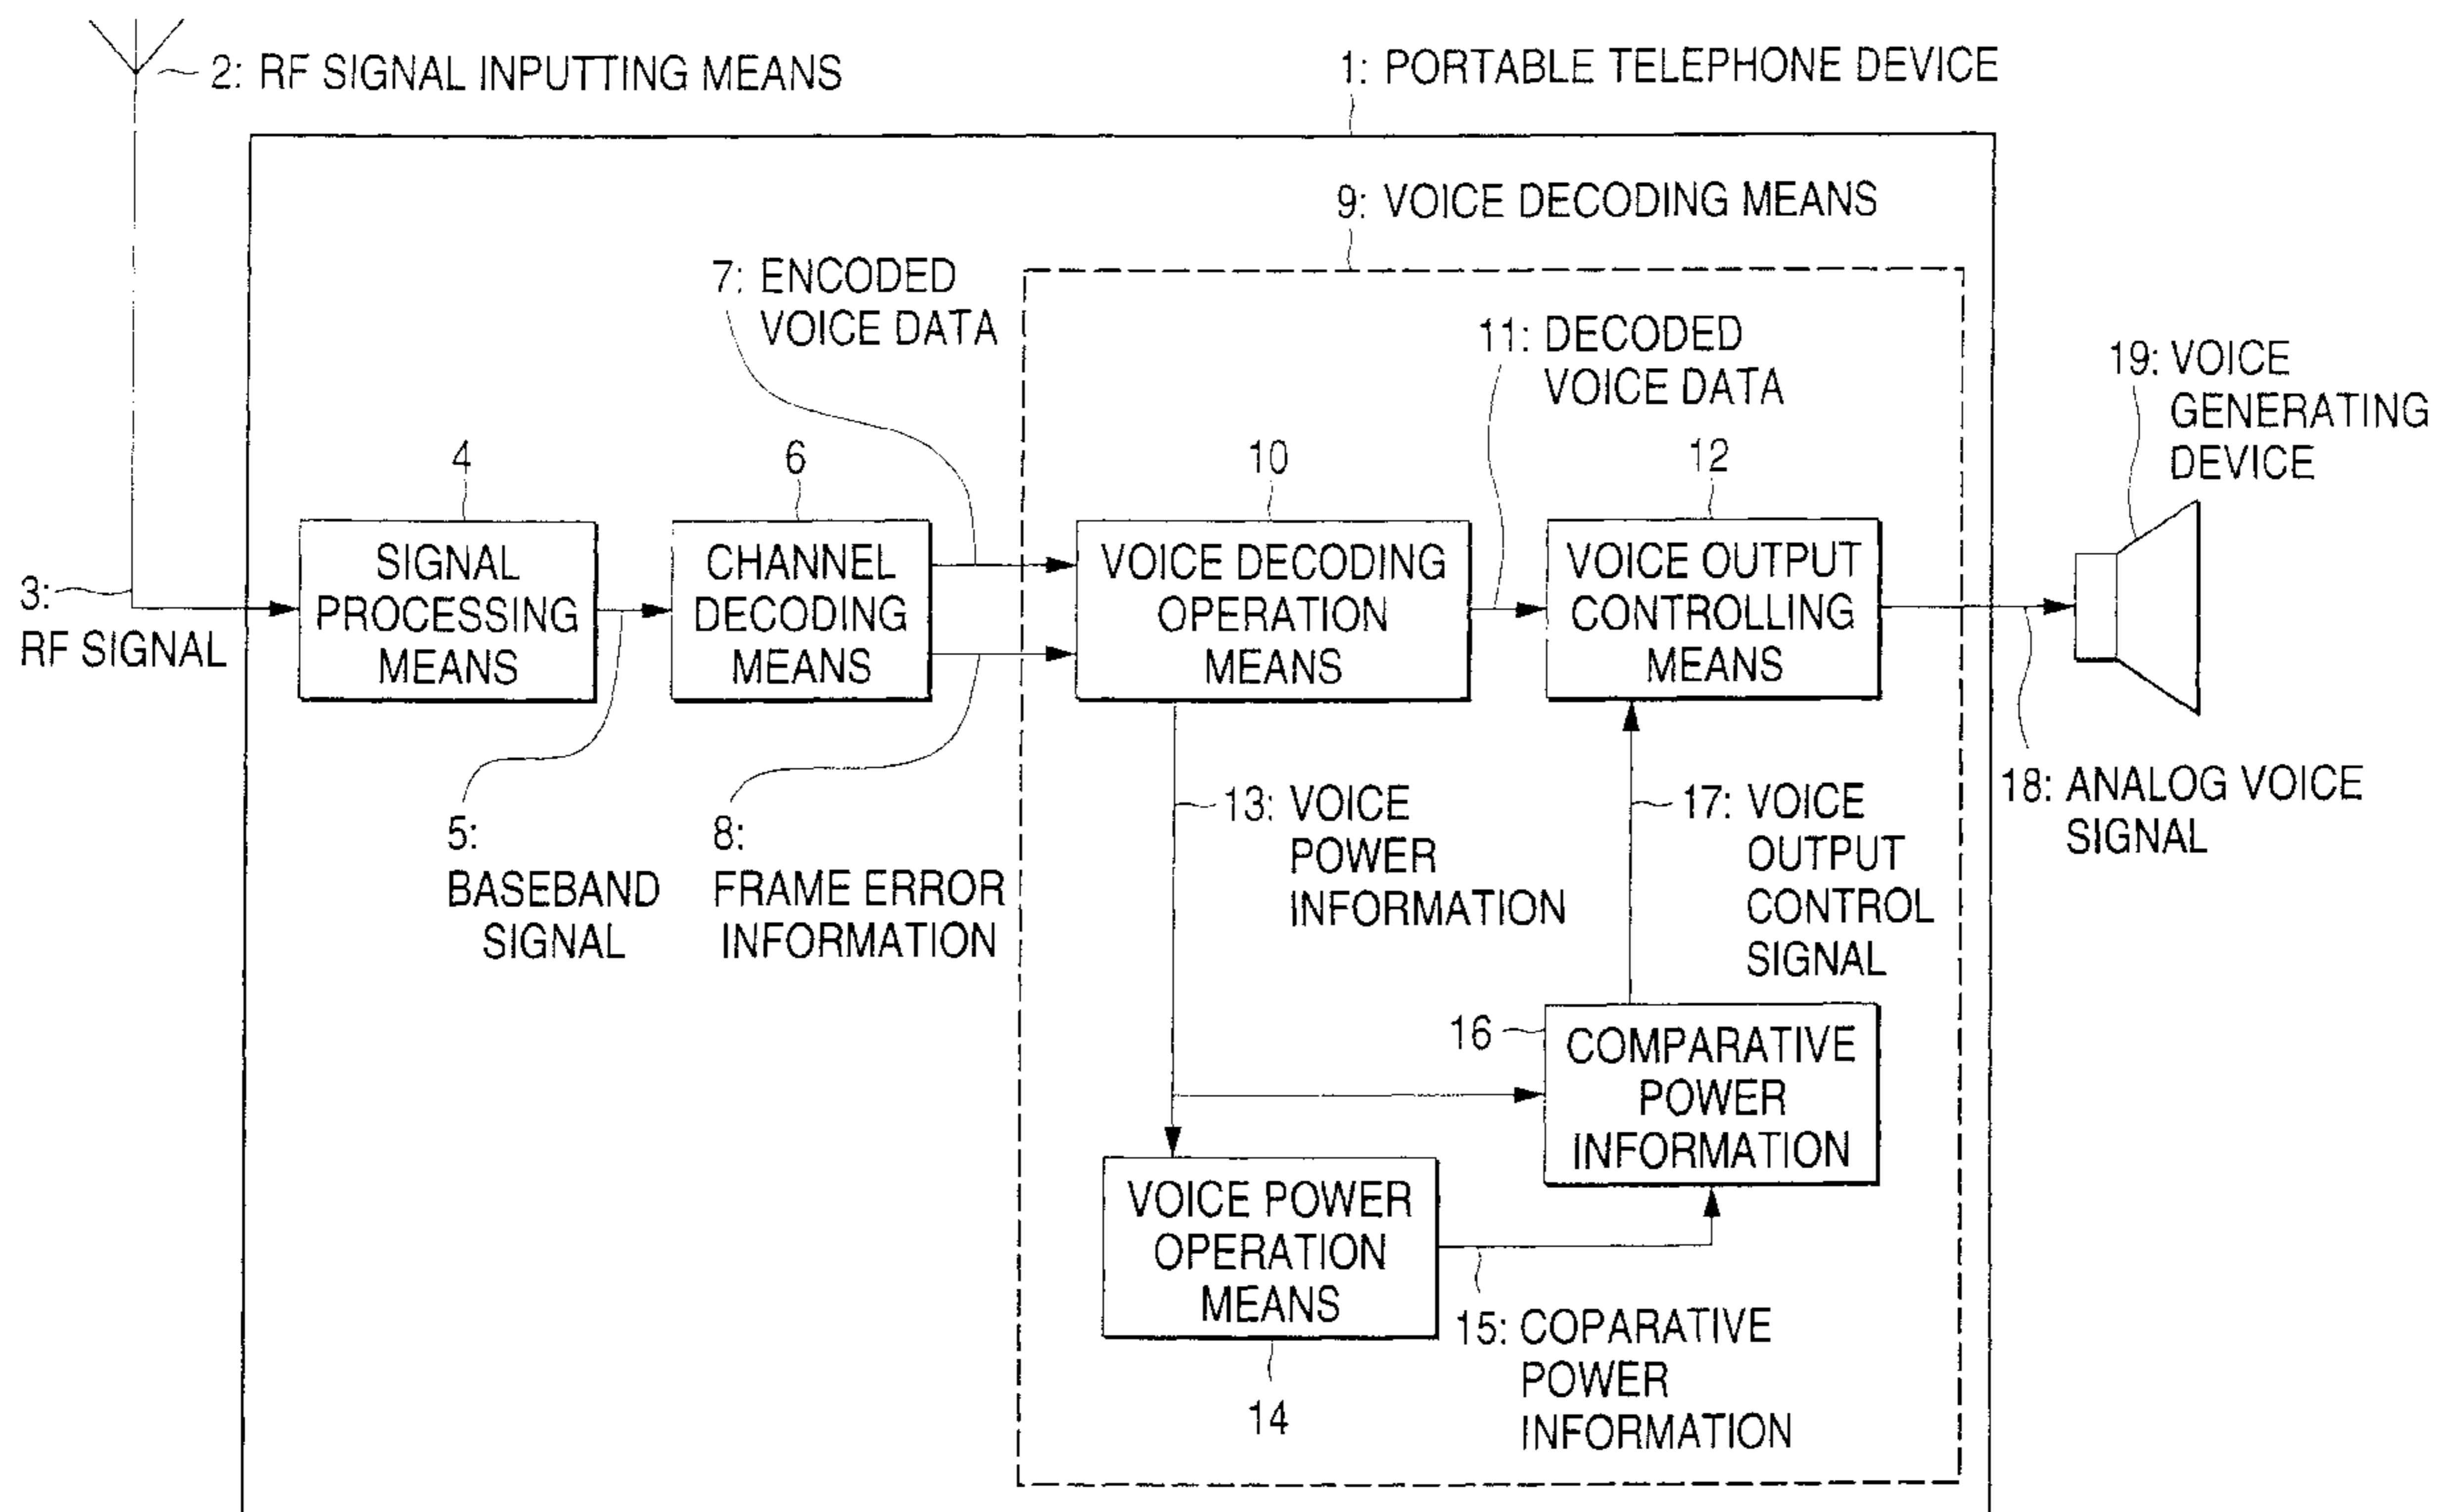 2: RF SIGNAL INPUTTING MEANS
1: PORTABLE TELEPHONE DEVICE
9: VOICE DECODING MEANS
7: ENCODED
VOICE DATA
11: DECODED
VOICE DATA
19: VOICE
GENERATING
DEVICE
4
6
10
12
3:
RF SIGNAL
SIGNAL
PROCESSING
MEANS
CHANNEL
DECODING
MEANS
VOICE DECODING
OPERATION
MEANS
VOICE OUTPUT
CONTROLLING
MEANS
5:
BASEBAND
SIGNAL
8:
FRAME ERROR
INFORMATION
13: VOICE
POWER
INFORMATION
17: VOICE
OUTPUT
CONTROL
SIGNAL
18: ANALOG VOICE
SIGNAL
16
COMPARATIVE
POWER
INFORMATION
VOICE POWER
OPERATION
MEANS
14
15: COPARATIVE
POWER
INFORMATION